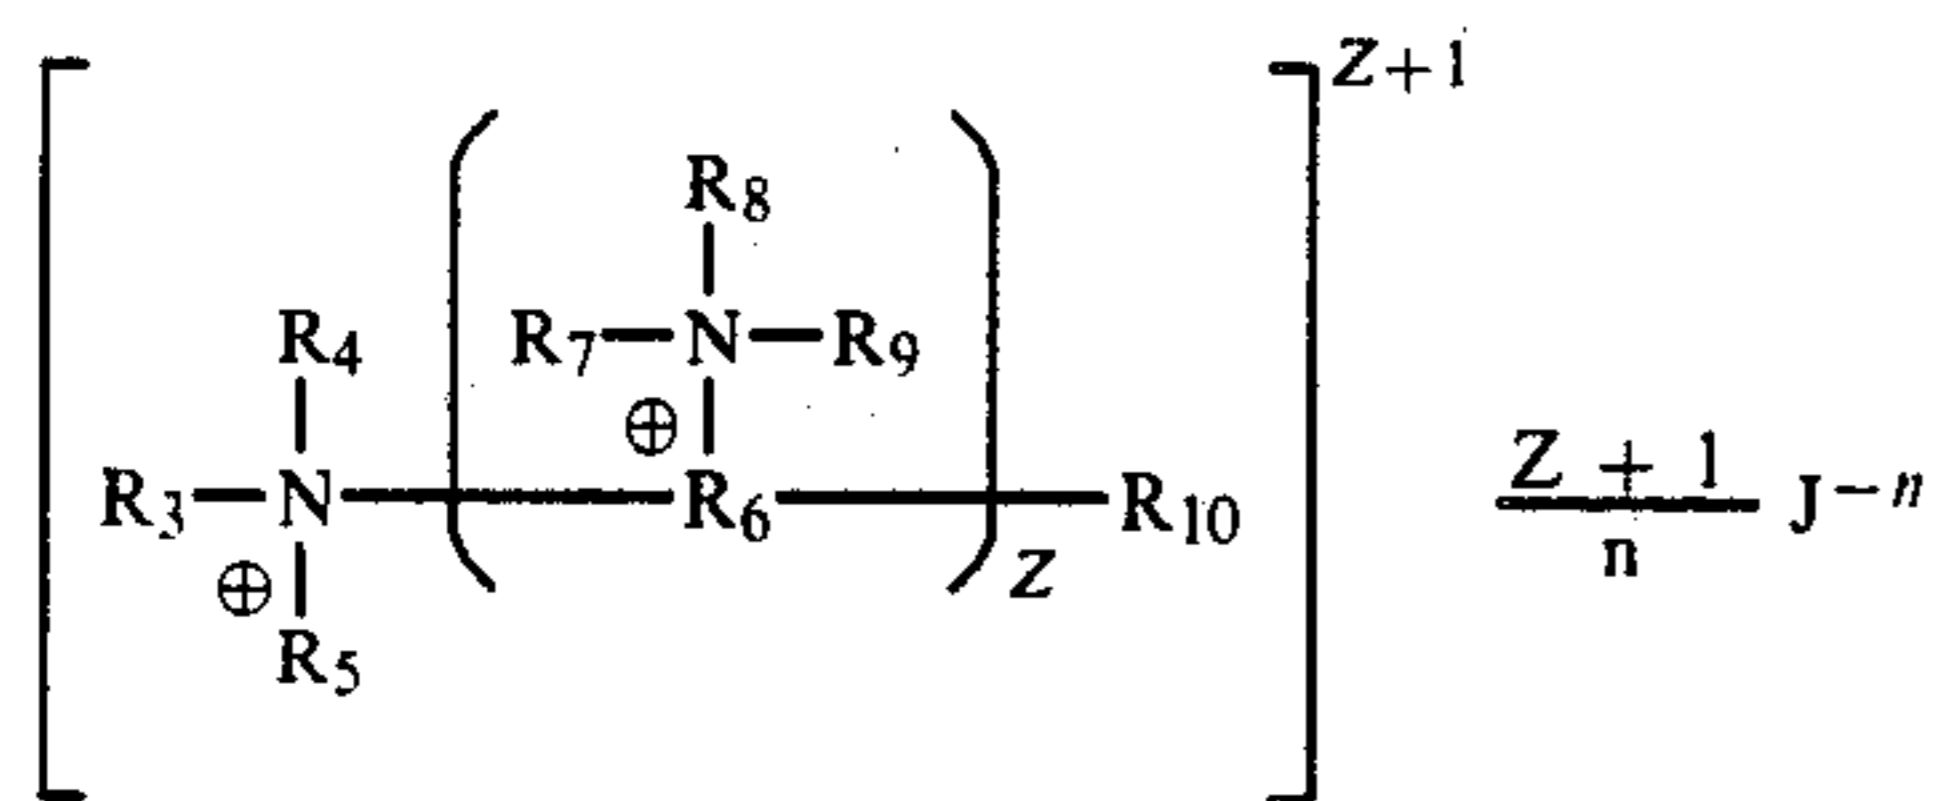 Z+1
R8
R4 R7—N—R9
⊕
R3—N—R6—R10 Z + 1 J−n
⊕ Z n
R5